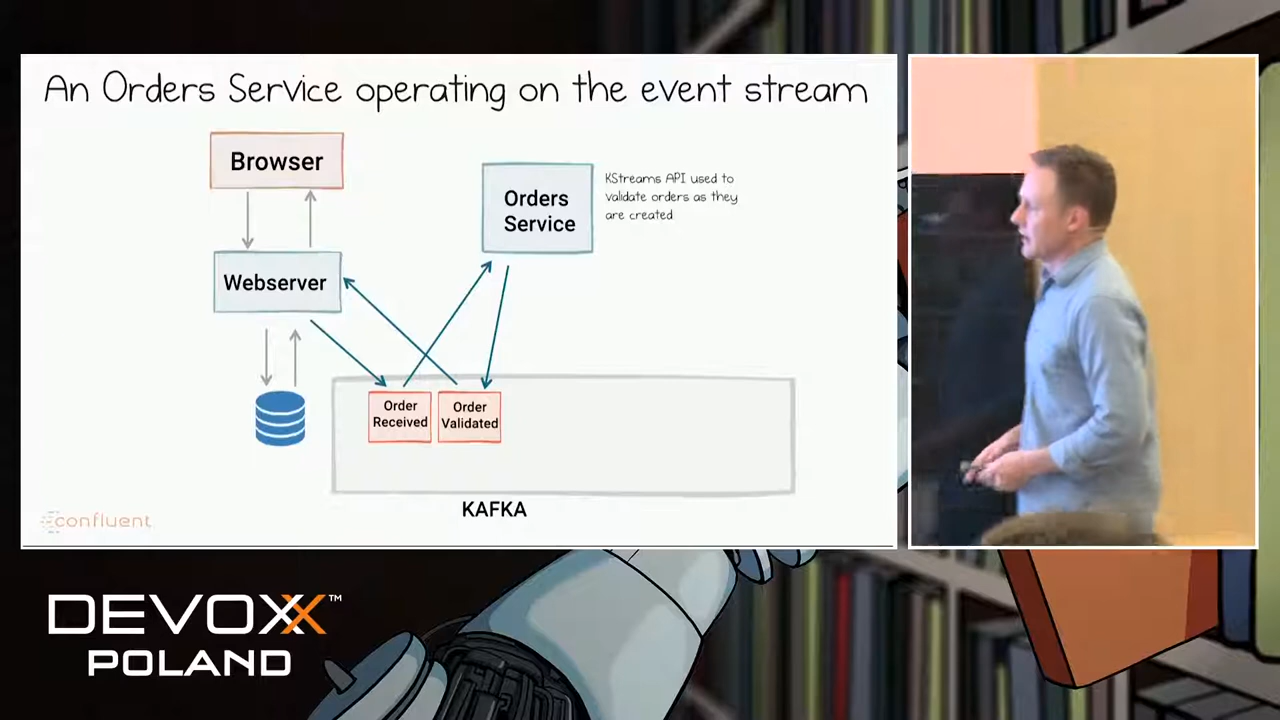 An Orders Service operating on the event stream
Browser
Orders
Service
KStreams API used to
validate orders as they
are created
Webserver
Order
Received
Order
Validated
KAFKA
confluent
DEVOXX™
POLAND